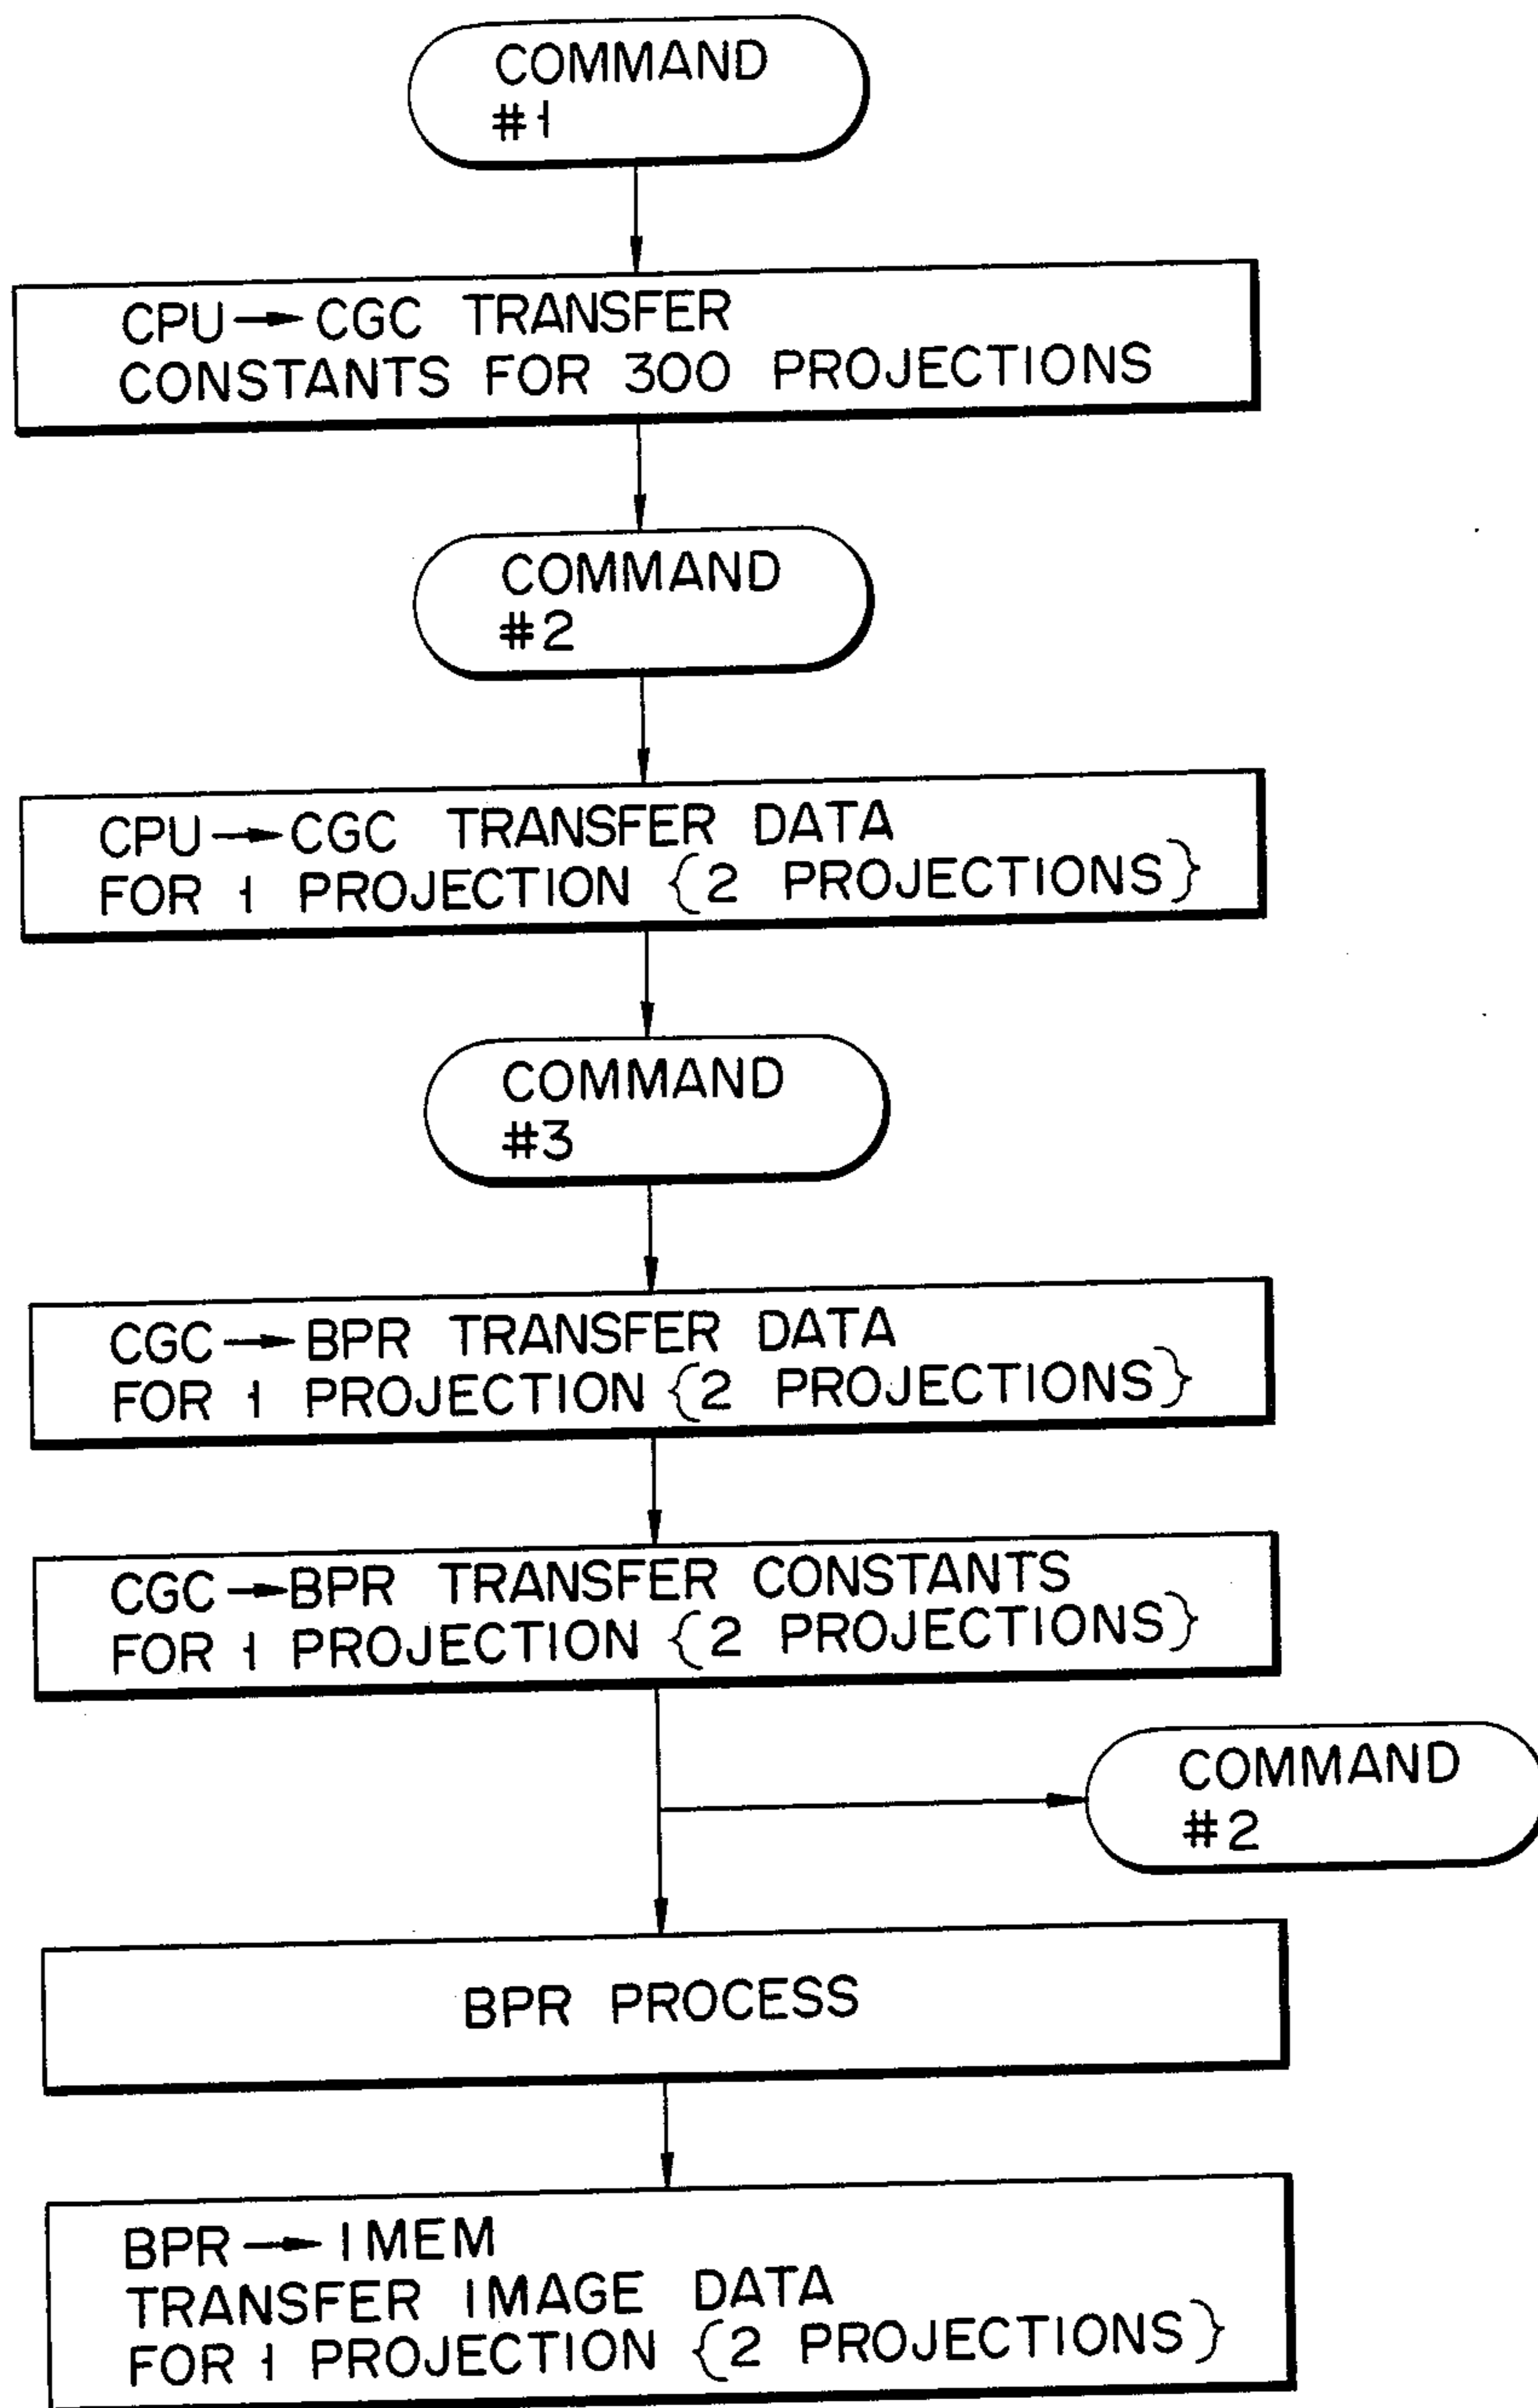 COMMAND
#1
CPU → CGC TRANSFER
CONSTANTS FOR 300 PROJECTIONS
COMMAND
#2
CPU → CGC TRANSFER DATA
FOR 1 PROJECTION {2 PROJECTIONS}
COMMAND
#3
CGC → BPR TRANSFER DATA
FOR 1 PROJECTION {2 PROJECTIONS}
CGC → BPR TRANSFER CONSTANTS
FOR 1 PROJECTION {2 PROJECTIONS}
COMMAND
#2
BPR PROCESS
BPR → IMEM
TRANSFER IMAGE DATA
FOR 1 PROJECTION {2 PROJECTIONS}